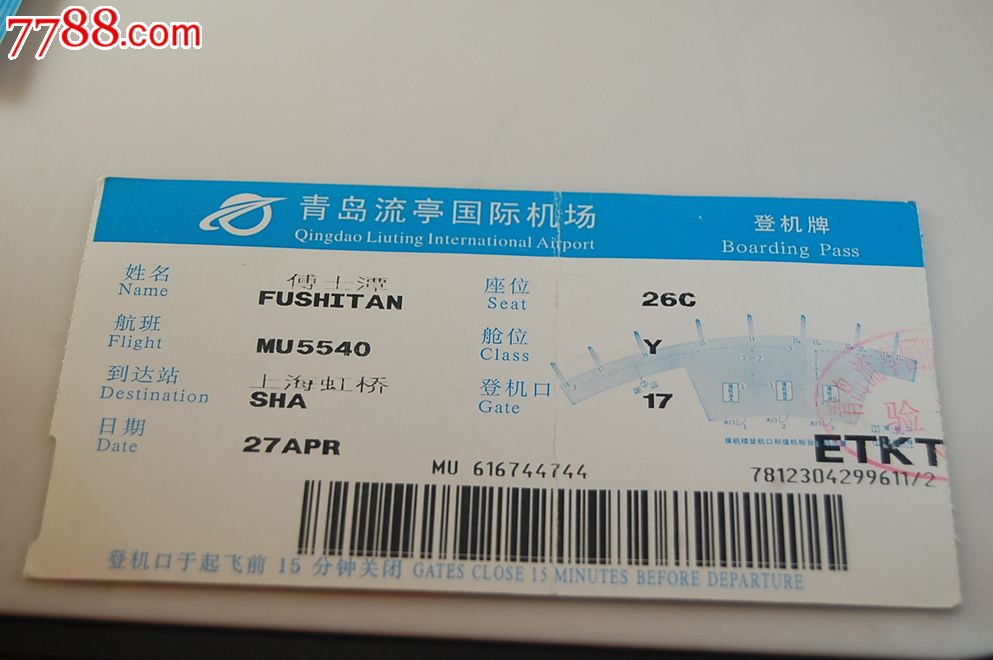 7788.com
青岛流亭国际机场
Qingdao Liuting International Airport
登机牌
Boarding Pass
姓名
Name
傅士潭
FUSHITAN
座位
Seat
26C
航班
Flight
MU5540
舱位
Class
Y
到达站
Destination
上海虹桥
SHA
登机口
Gate
17
日期
Date
27APR
ETKT
MU 616744744
7812304299611/2
登机口于起飞前 15 分钟关闭 GATES CLOSE 15 MINUTES BEFORE DEPARTURE